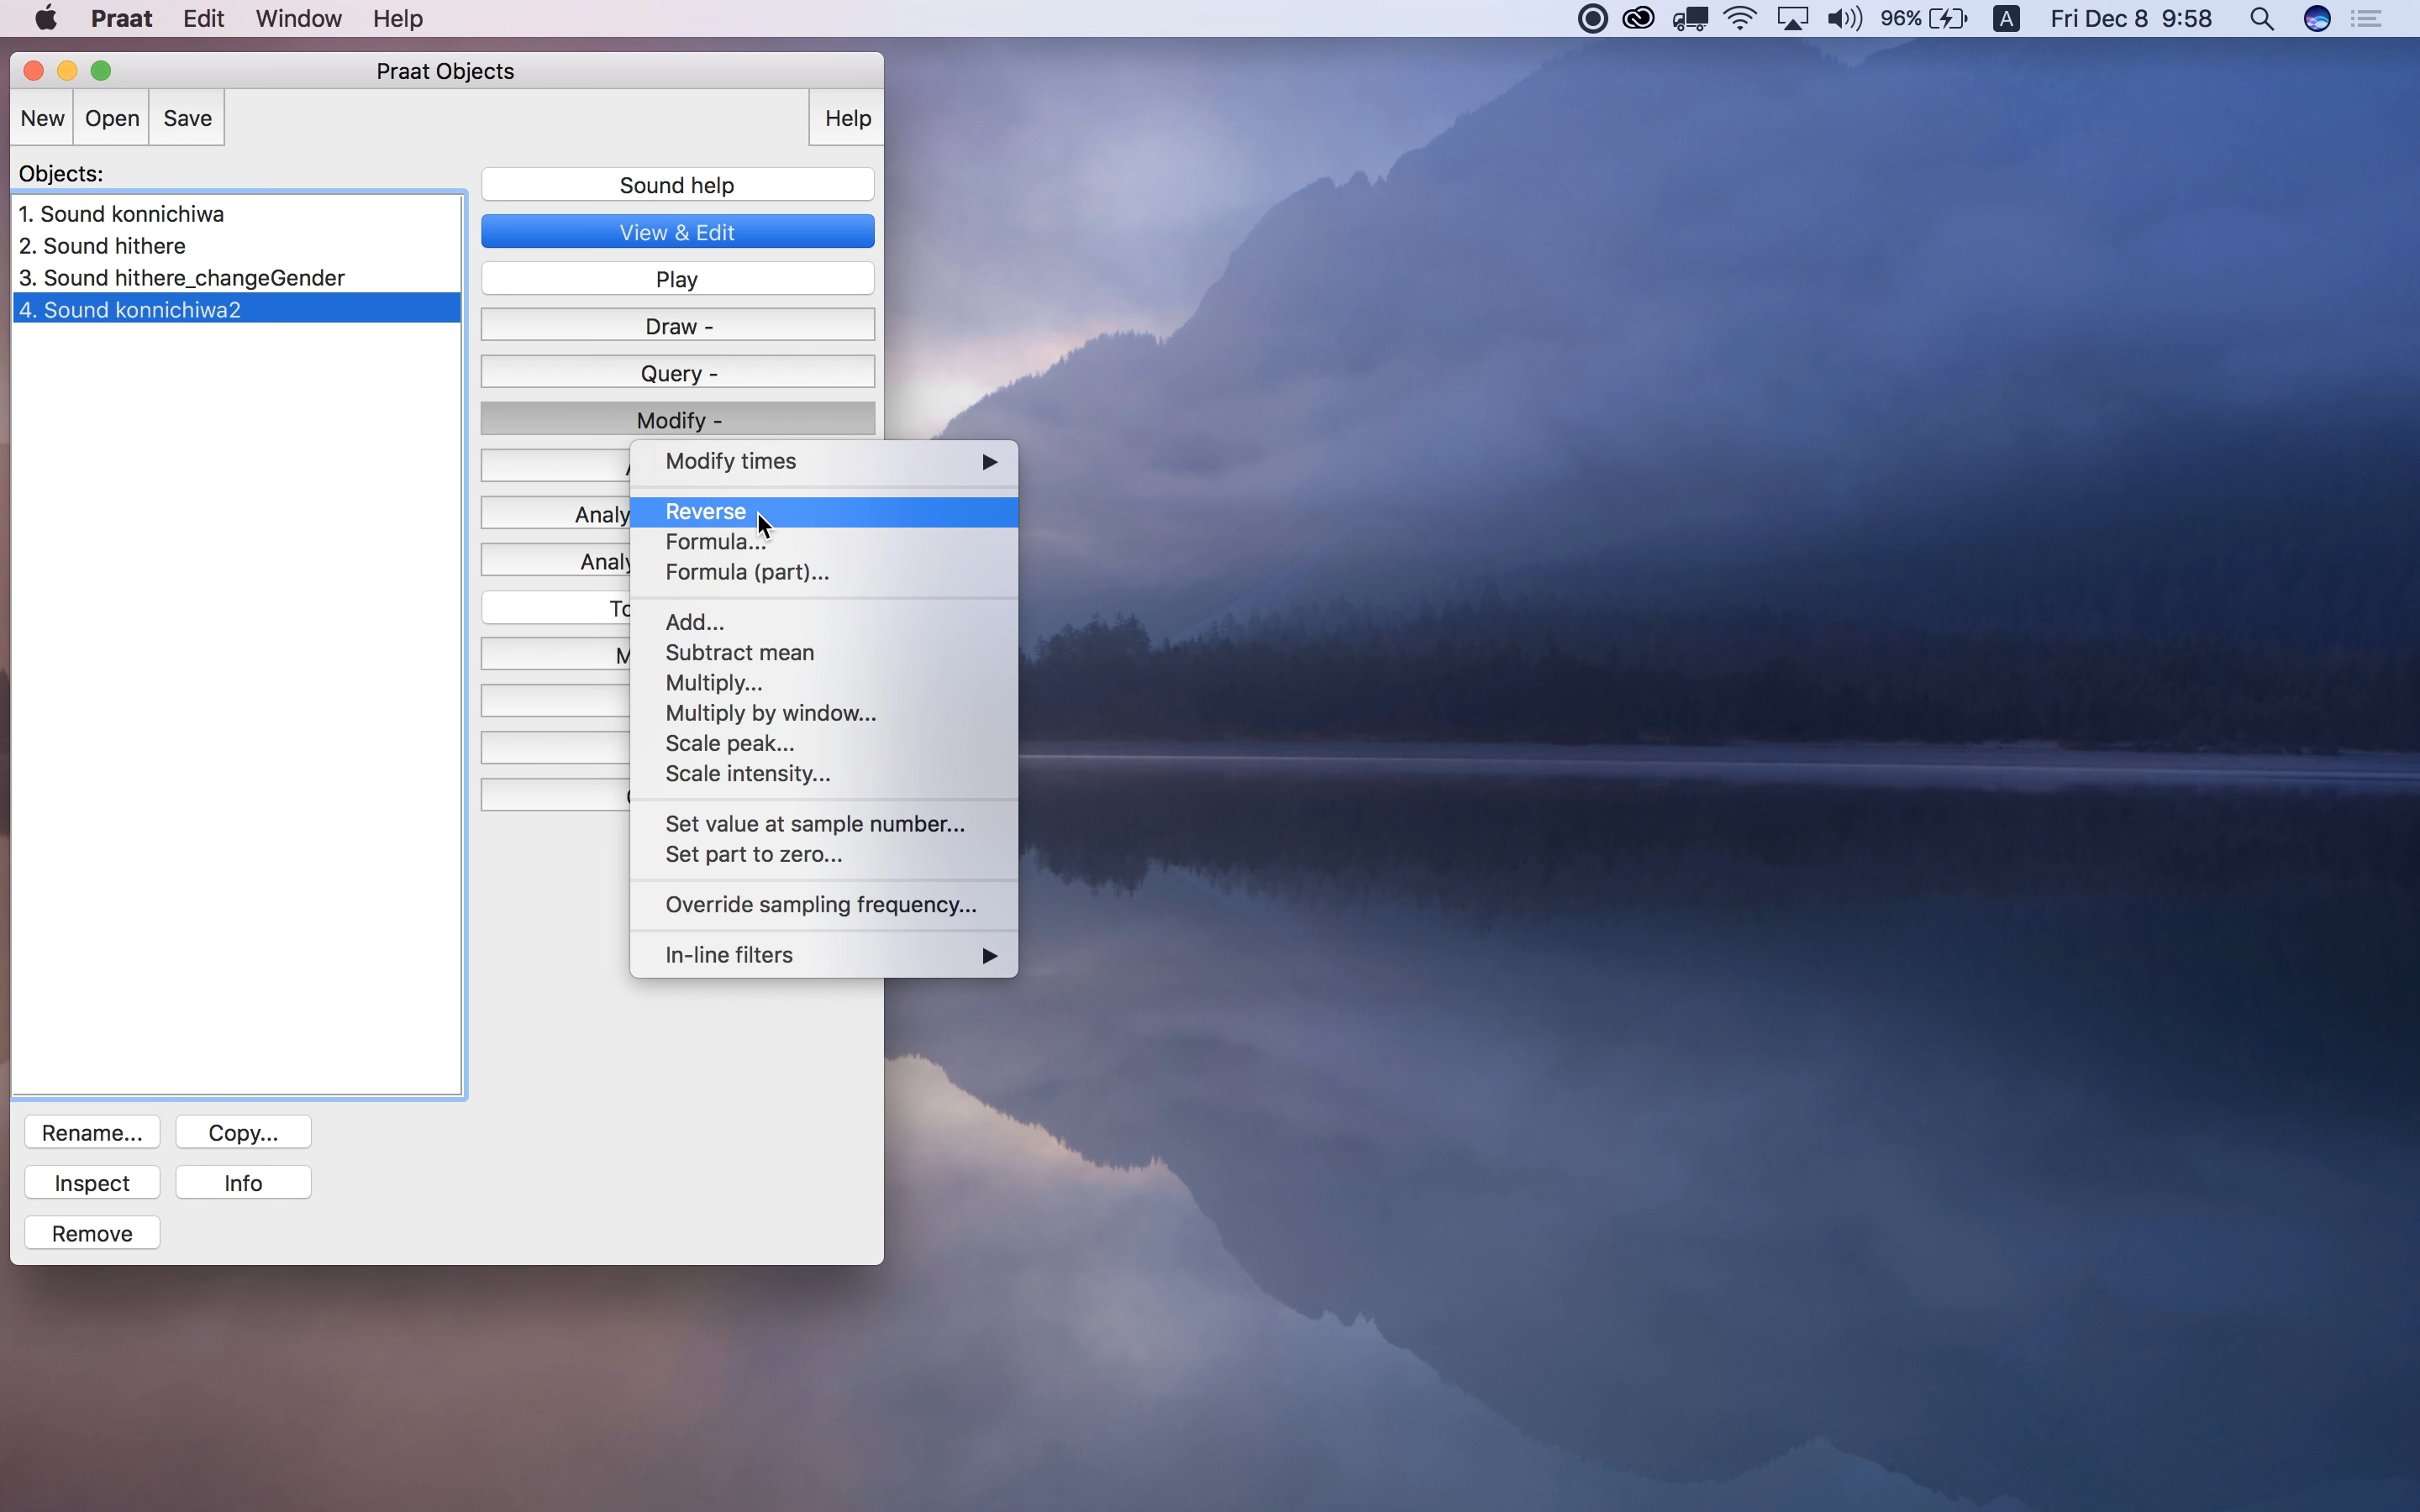 Praat Edit Window Help 96% A Fri Dec 8 9:58
Praat Objects
New Open Save Help
Objects:
1. Sound konnichiwa
2. Sound hithere
3. Sound hithere_changeGender
4. Sound konnichiwa2
Sound help
View & Edit
Play
Draw -
Query -
Modify -
Analy
Analy
To
M
Modify times
Reverse
Formula...
Formula (part)...
Add...
Subtract mean
Multiply...
Multiply by window...
Scale peak...
Scale intensity...
Set value at sample number...
Set part to zero...
Override sampling frequency...
In-line filters
Rename... Copy...
Inspect Info
Remove